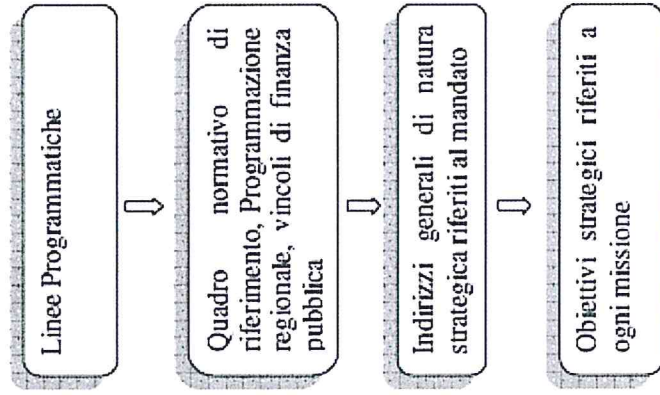 Linee Programmatiche
Quadro normativo di
riferimento, Programmazione
regionale, vincoli di finanza
pubblica
Indirizzi generali di natura
strategica riferiti al mandato
Obiettivi strategici riferiti a
ogni missione